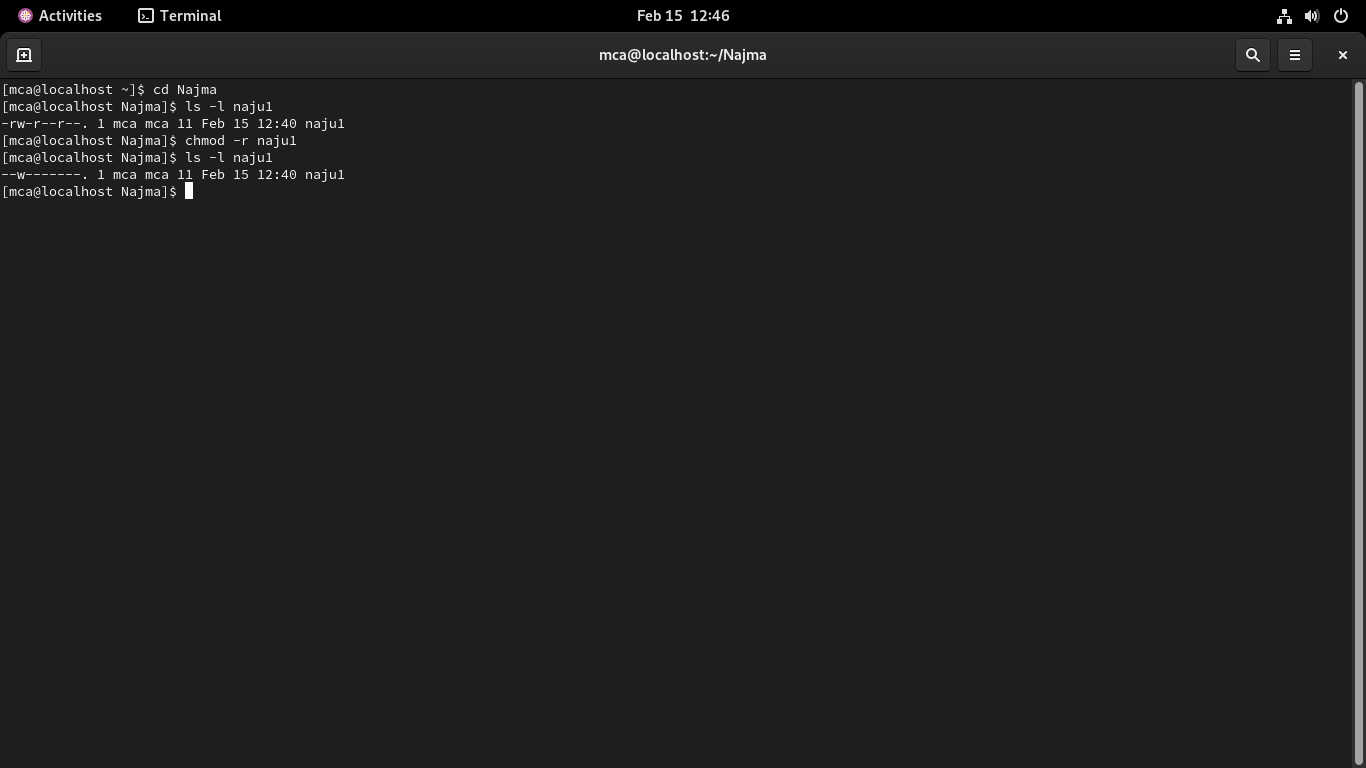 Activities Terminal Feb 15 12:46
mca@localhost:~/Najma
[mca@localhost ~]$ cd Najma
[mca@localhost Najma]$ ls -l naju1
-rw-r--r--. 1 mca mca 11 Feb 15 12:40 naju1
[mca@localhost Najma]$ chmod -r naju1
[mca@localhost Najma]$ ls -l naju1
--w-------. 1 mca mca 11 Feb 15 12:40 naju1
[mca@localhost Najma]$